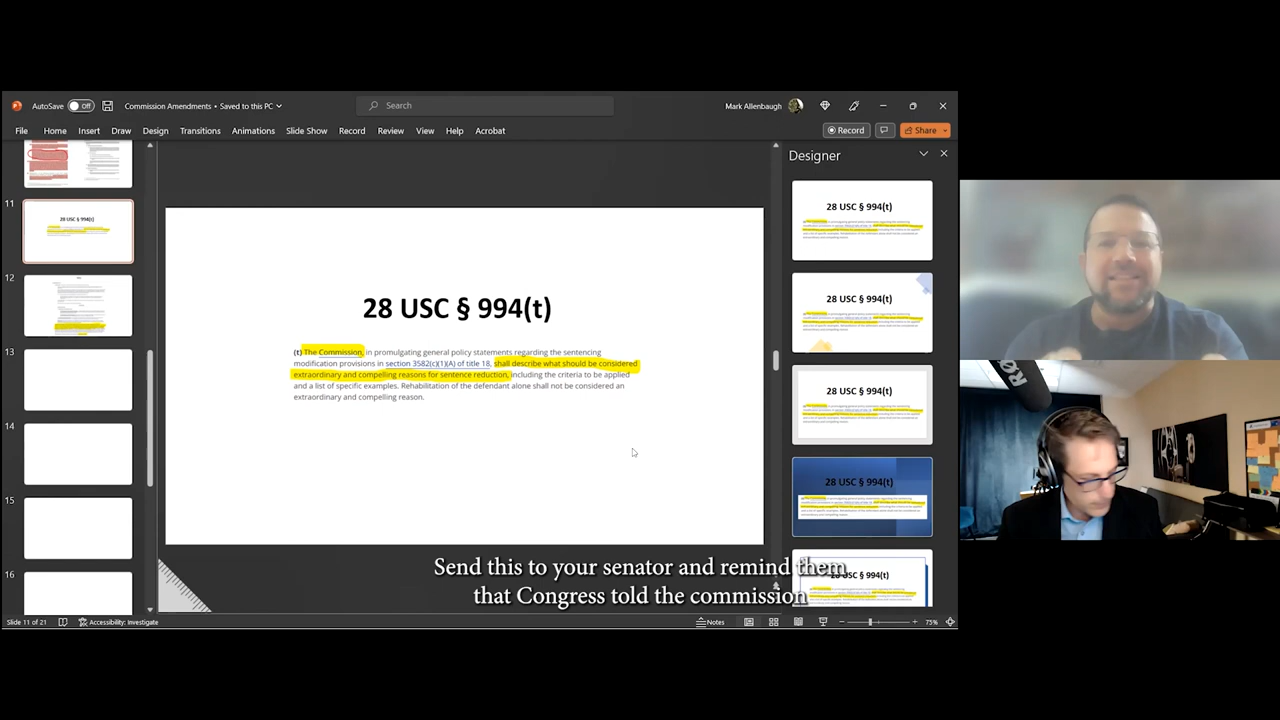 AutoSave Off Commission Amendments • Saved to this PC Search Mark Allenbaugh
File Home Insert Draw Design Transitions Animations Slide Show Record Review View Help Acrobat Record Share
Designer
11
28 USC § 994(t)
12
13
14
15
16
28 USC § 994(t)
(t) The Commission, in promulgating general policy statements regarding the sentencing
modification provisions in section 3582(c)(1)(A) of title 18, shall describe what should be considered
extraordinary and compelling reasons for sentence reduction, including the criteria to be applied
and a list of specific examples. Rehabilitation of the defendant alone shall not be considered an
extraordinary and compelling reason.
28 USC § 994(t)
28 USC § 994(t)
28 USC § 994(t)
28 USC § 994(t)
28 USC § 994(t)
Send this to your senator and remind them
that Congress told the commission
Slide 11 of 21 Accessibility: Investigate Notes 75%